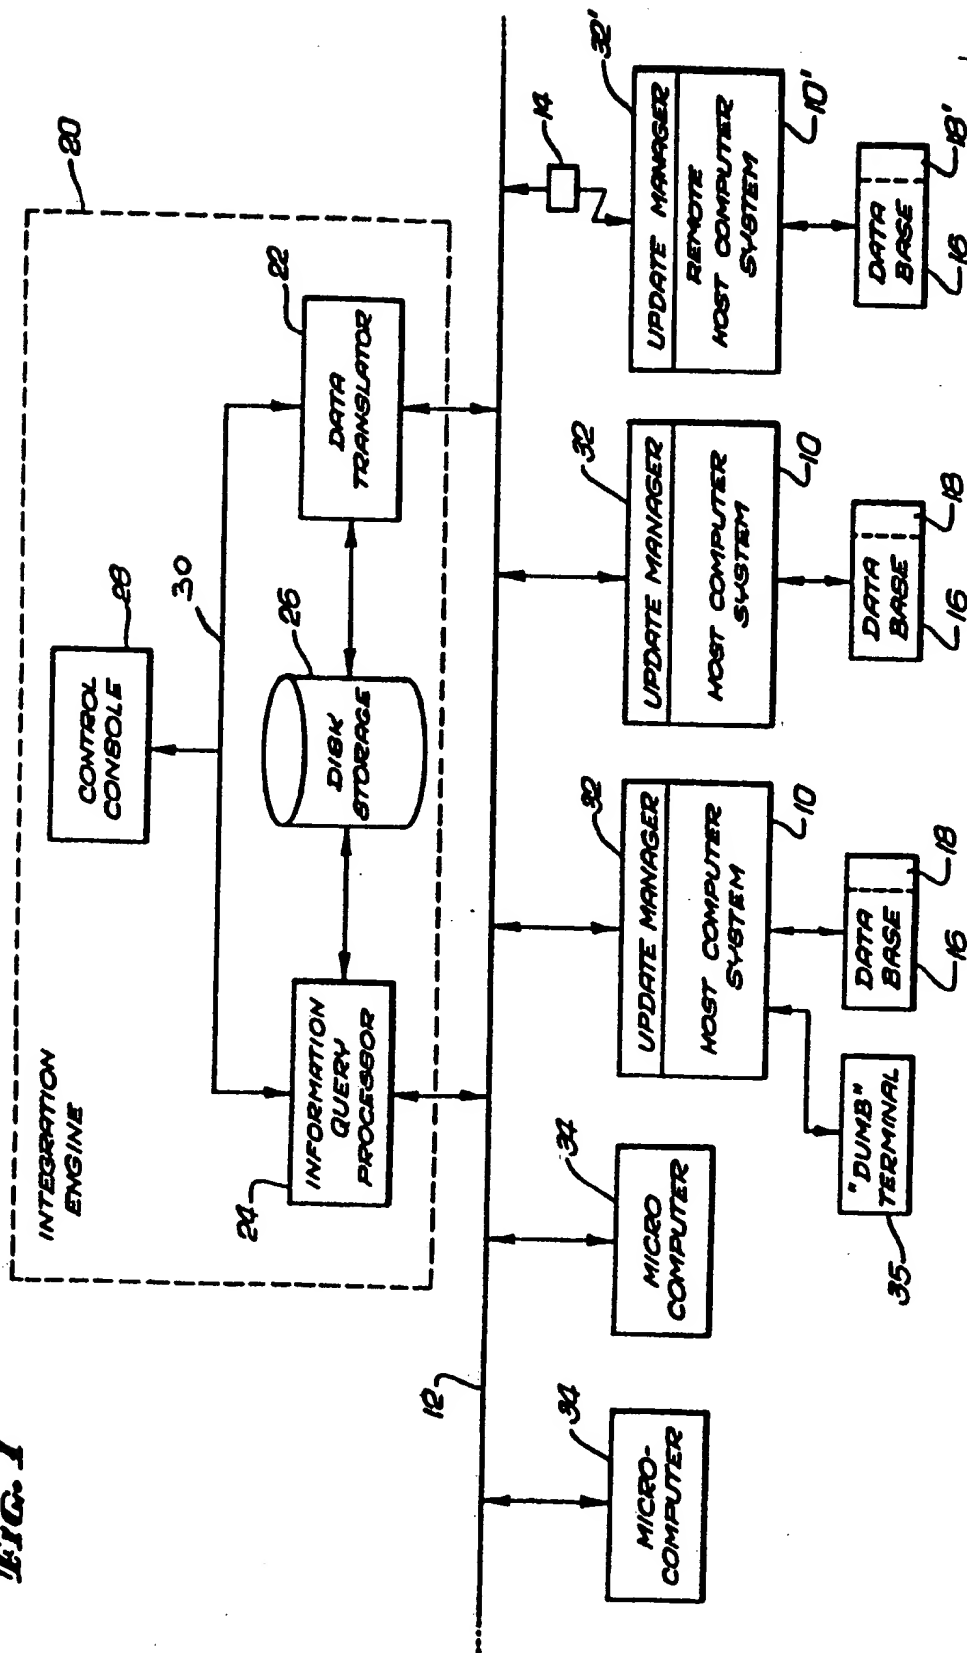 FIG. 1
INTEGRATION
ENGINE
20
CONTROL
CONSOLE
28
30
INFORMATION
QUERY
PROCESSOR
24
DISK
STORAGE
26
DATA
TRANSLATOR
22
12
14
MICRO-
COMPUTER
34
MICRO
COMPUTER
34
UPDATE MANAGER
HOST COMPUTER
SYSTEM
32
10
UPDATE MANAGER
HOST COMPUTER
SYSTEM
32
10
UPDATE MANAGER
REMOTE
HOST COMPUTER
SYSTEM
32'
10'
"DUMB"
TERMINAL
35
DATA
BASE
16
18
DATA
BASE
16
18
DATA
BASE
16
18'